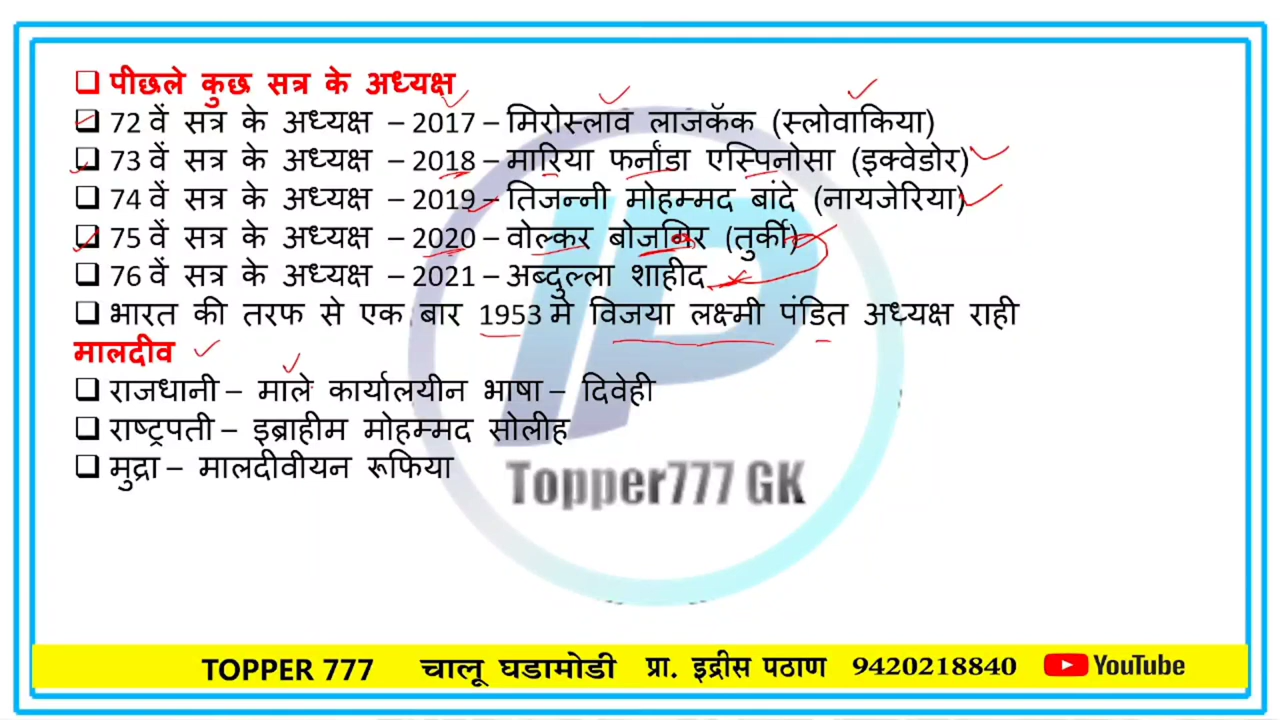 ❑ पीछले कुछ सत्र के अध्यक्ष
❑ 72 वें सत्र के अध्यक्ष – 2017 – मिरोस्लाव लाजकॅक (स्लोवाकिया)
❑ 73 वें सत्र के अध्यक्ष – 2018 – मारिया फर्नांडा एस्पिनोसा (इक्वेडोर)
❑ 74 वें सत्र के अध्यक्ष – 2019 – तिजन्नी मोहम्मद बांदे (नायजेरिया)
❑ 75 वें सत्र के अध्यक्ष – 2020 – वोल्कर बोजकिर (तुर्की)
❑ 76 वें सत्र के अध्यक्ष – 2021 – अब्दुल्ला शाहीद
❑ भारत की तरफ से एक बार 1953 मे विजया लक्ष्मी पंडित अध्यक्ष राही
मालदीव
❑ राजधानी – माले कार्यालयीन भाषा – दिवेही
❑ राष्ट्रपती – इब्राहीम मोहम्मद सोलीह
❑ मुद्रा – मालदीवीयन रूफिया
Topper777 GK
TOPPER 777 चालू घडामोडी प्रा. इद्रीस पठाण 9420218840 YouTube